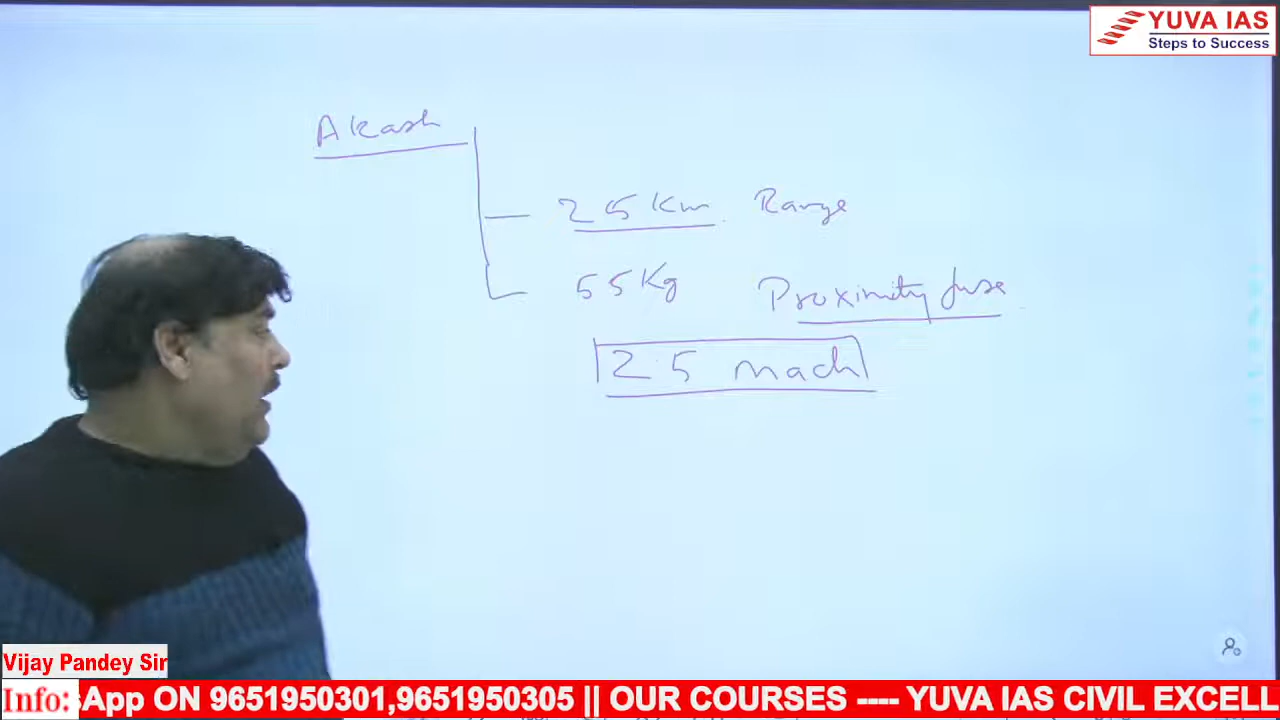 YUVA IAS
Steps to Success
Akash
25 Km Range
55 Kg Proximity fuse
2.5 mach
Vijay Pandey Sir
Info: sApp ON 9651950301,9651950305 || OUR COURSES ---- YUVA IAS CIVIL EXCELL